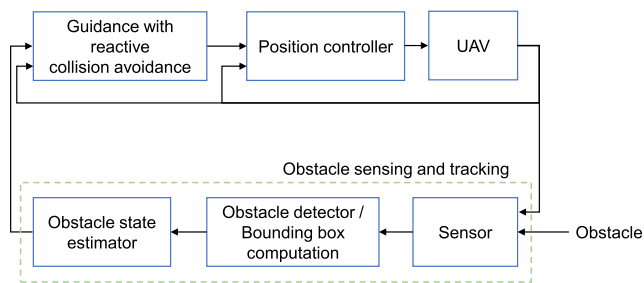 Guidance with
reactive
collision avoidance
Position controller
UAV
Obstacle sensing and tracking
Obstacle state
estimator
Obstacle detector /
Bounding box
computation
Sensor
Obstacle